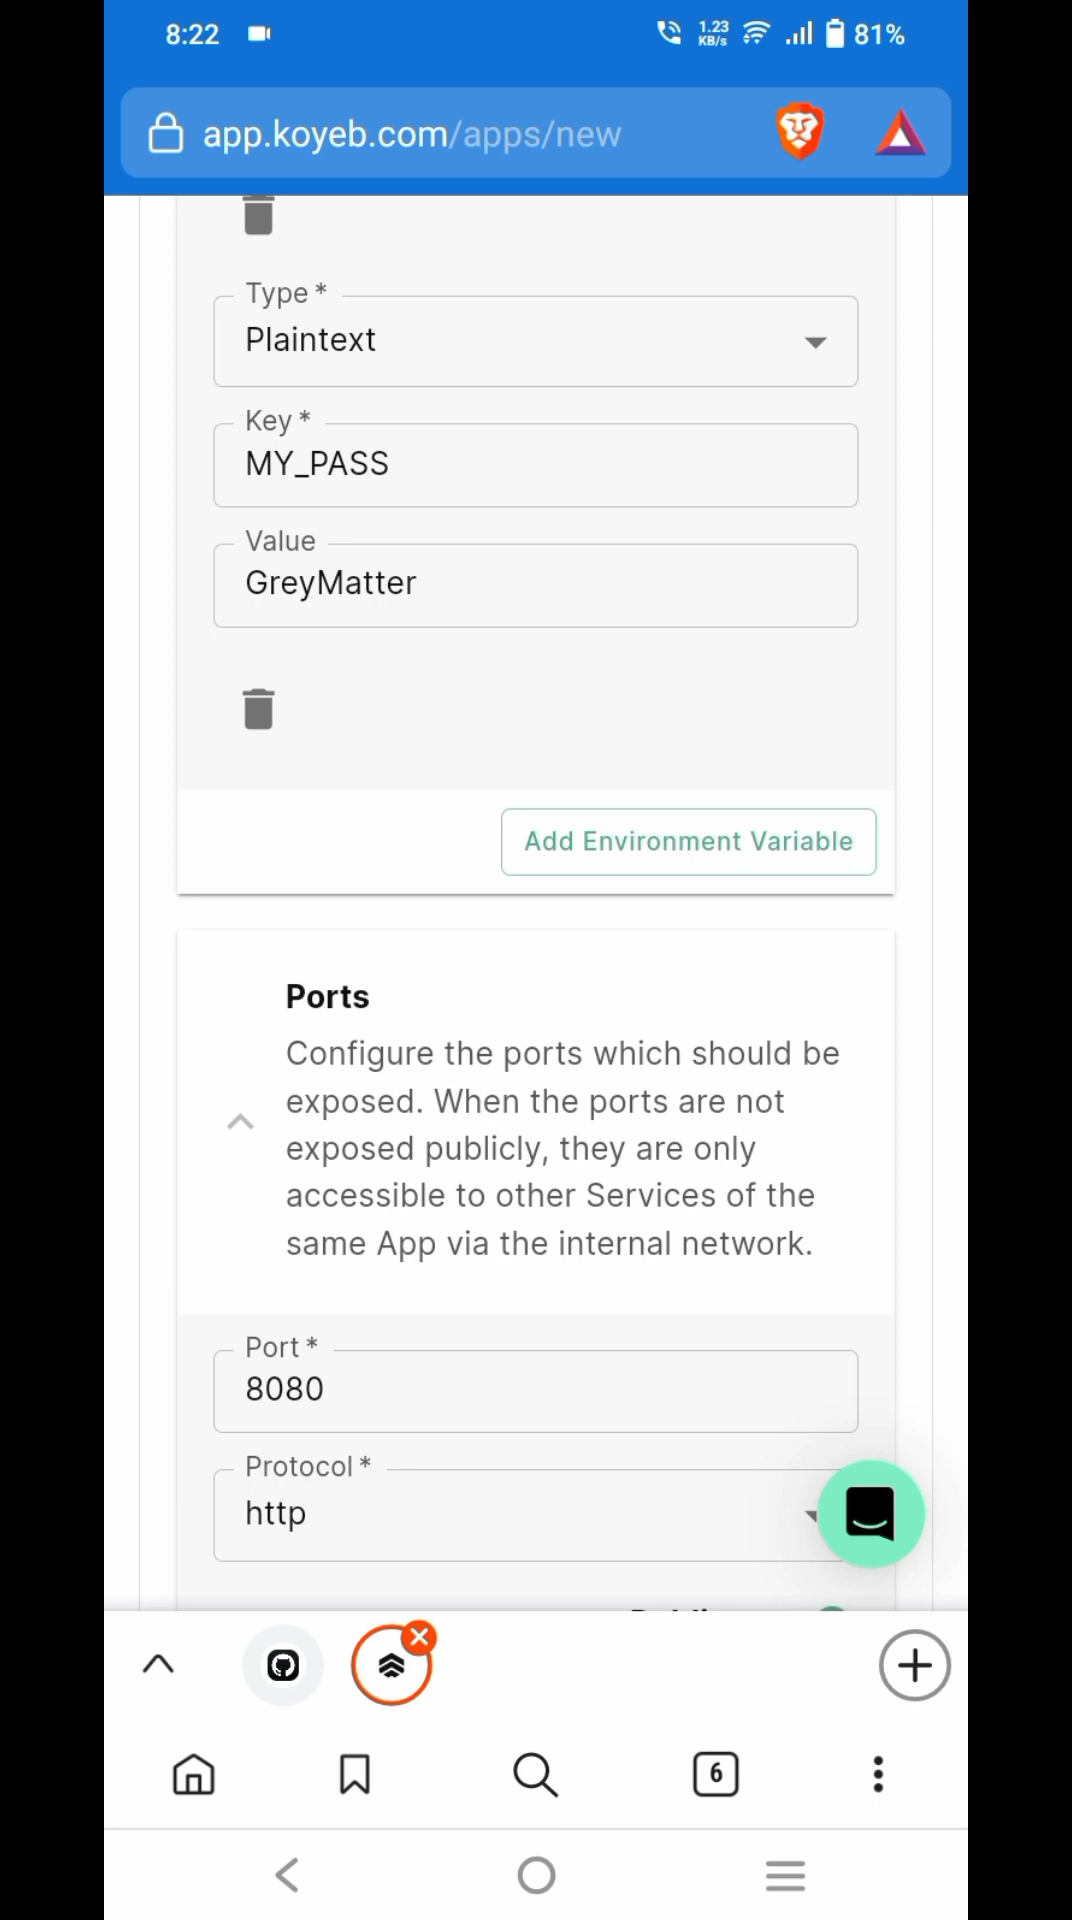 8:22
1.23
KB/s
81%
app.koyeb.com/apps/new
Type *
Plaintext
Key *
MY_PASS
Value
GreyMatter
Add Environment Variable
Ports
Configure the ports which should be
exposed. When the ports are not
exposed publicly, they are only
accessible to other Services of the
same App via the internal network.
Port *
8080
Protocol *
http
6